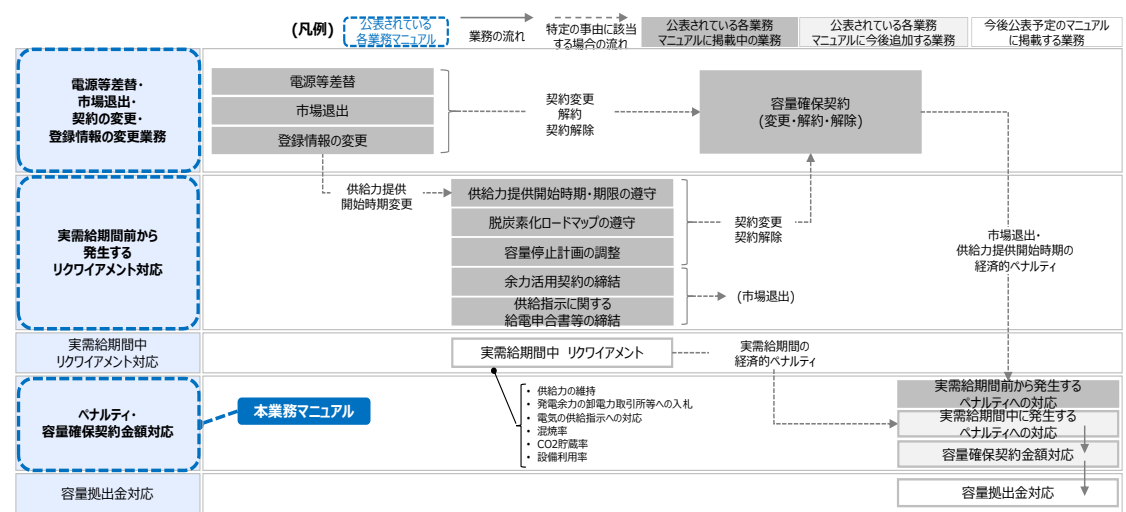 (凡例)
公表されている
各業務マニュアル
業務の流れ
特定の事由に該当
する場合の流れ
公表されている各業務
マニュアルに掲載中の業務
公表されている各業務
マニュアルに今後追加する業務
今後公表予定のマニュアル
に掲載する業務
電源等差替・
市場退出・
契約の変更・
登録情報の変更業務
電源等差替
市場退出
登録情報の変更
契約変更
解約
契約解除
容量確保契約
(変更・解約・解除)
供給力提供
開始時期変更
実需給期間前から
発生する
リクワイアメント対応
供給力提供開始時期・期限の遵守
脱炭素化ロードマップの遵守
容量停止計画の調整
余力活用契約の締結
供給指示に関する
給電申合書等の締結
契約変更
契約解除
(市場退出)
市場退出・
供給力提供開始時期の
経済的ペナルティ
実需給期間中
リクワイアメント対応
実需給期間中 リクワイアメント
実需給期間の
経済的ペナルティ
• 供給力の維持
• 発電余力の卸電力取引所等への入札
• 電気の供給指示への対応
• 混焼率
• CO2貯蔵率
• 設備利用率
ペナルティ・
容量確保契約金額対応
本業務マニュアル
実需給期間前から発生する
ペナルティへの対応
実需給期間中に発生する
ペナルティへの対応
容量確保契約金額対応
容量拠出金対応
容量拠出金対応